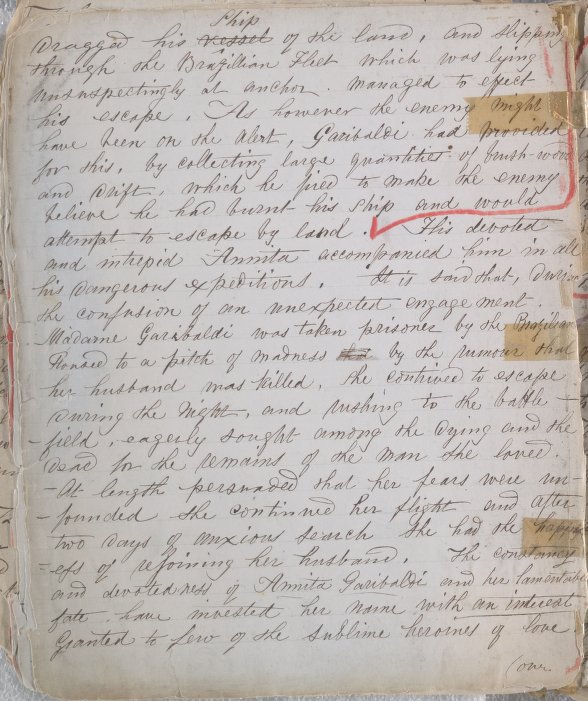 Ship
Dragged his vessel of the land, and slipping
through the Brazillian Fleet which was lying
unsuspectingly at anchor. managed to effect
his escape. As however the enemy might
have been on the alert, Garibaldi had provided
for this, by collecting large quantities of brush-wood
and drift, which he fired to make the enemy
believe he had burnt his ship and would
attempt to escape by land. His devoted
and intrepid Annita accompanied him in all
his dangerous expeditions. It is said that, during
the confusion of an unexpected engagement.
Madame Garibaldi was taken prisoner by the Brazilians
Roused to a pitch of madness by the rumour that
her husband was killed. She contrived to escape
During the Night, and rushing to the battle-
-field, eagerly sought among the dying and the
dead for the remains of the man she loved.
-At length persuaded that her fears were un-
-founded she continued her flight and after
two days of anxious search she had the happin
-ess of rejoining her husband. The constancy
and devotedness of Annita Garibaldi and her lamentable
fate, have invested her name with an interest
Granted to few of the sublime heroines of love
(over